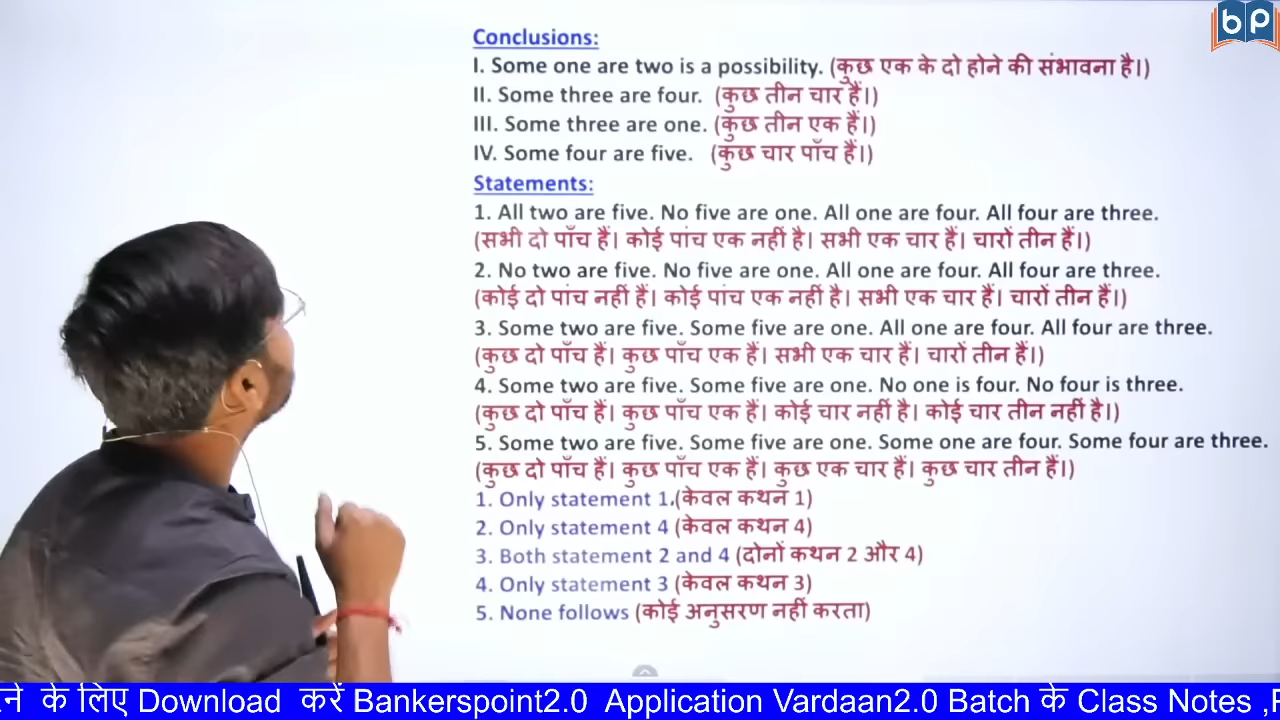 bp
Conclusions:
I. Some one are two is a possibility. (कुछ एक के दो होने की संभावना है।)
II. Some three are four. (कुछ तीन चार हैं।)
III. Some three are one. (कुछ तीन एक हैं।)
IV. Some four are five. (कुछ चार पाँच हैं।)
Statements:
1. All two are five. No five are one. All one are four. All four are three.
(सभी दो पाँच हैं। कोई पांच एक नहीं है। सभी एक चार हैं। चारों तीन हैं।)
2. No two are five. No five are one. All one are four. All four are three.
(कोई दो पांच नहीं हैं। कोई पांच एक नहीं है। सभी एक चार हैं। चारों तीन हैं।)
3. Some two are five. Some five are one. All one are four. All four are three.
(कुछ दो पाँच हैं। कुछ पाँच एक हैं। सभी एक चार हैं। चारों तीन हैं।)
4. Some two are five. Some five are one. No one is four. No four is three.
(कुछ दो पाँच हैं। कुछ पाँच एक हैं। कोई चार नहीं है। कोई चार तीन नहीं है।)
5. Some two are five. Some five are one. Some one are four. Some four are three.
(कुछ दो पाँच हैं। कुछ पाँच एक हैं। कुछ एक चार हैं। कुछ चार तीन हैं।)
1. Only statement 1.(केवल कथन 1)
2. Only statement 4 (केवल कथन 4)
3. Both statement 2 and 4 (दोनों कथन 2 और 4)
4. Only statement 3 (केवल कथन 3)
5. None follows (कोई अनुसरण नहीं करता)
के लिए Download करें Bankerspoint2.0 Application Vardaan2.0 Batch के Class Notes ,